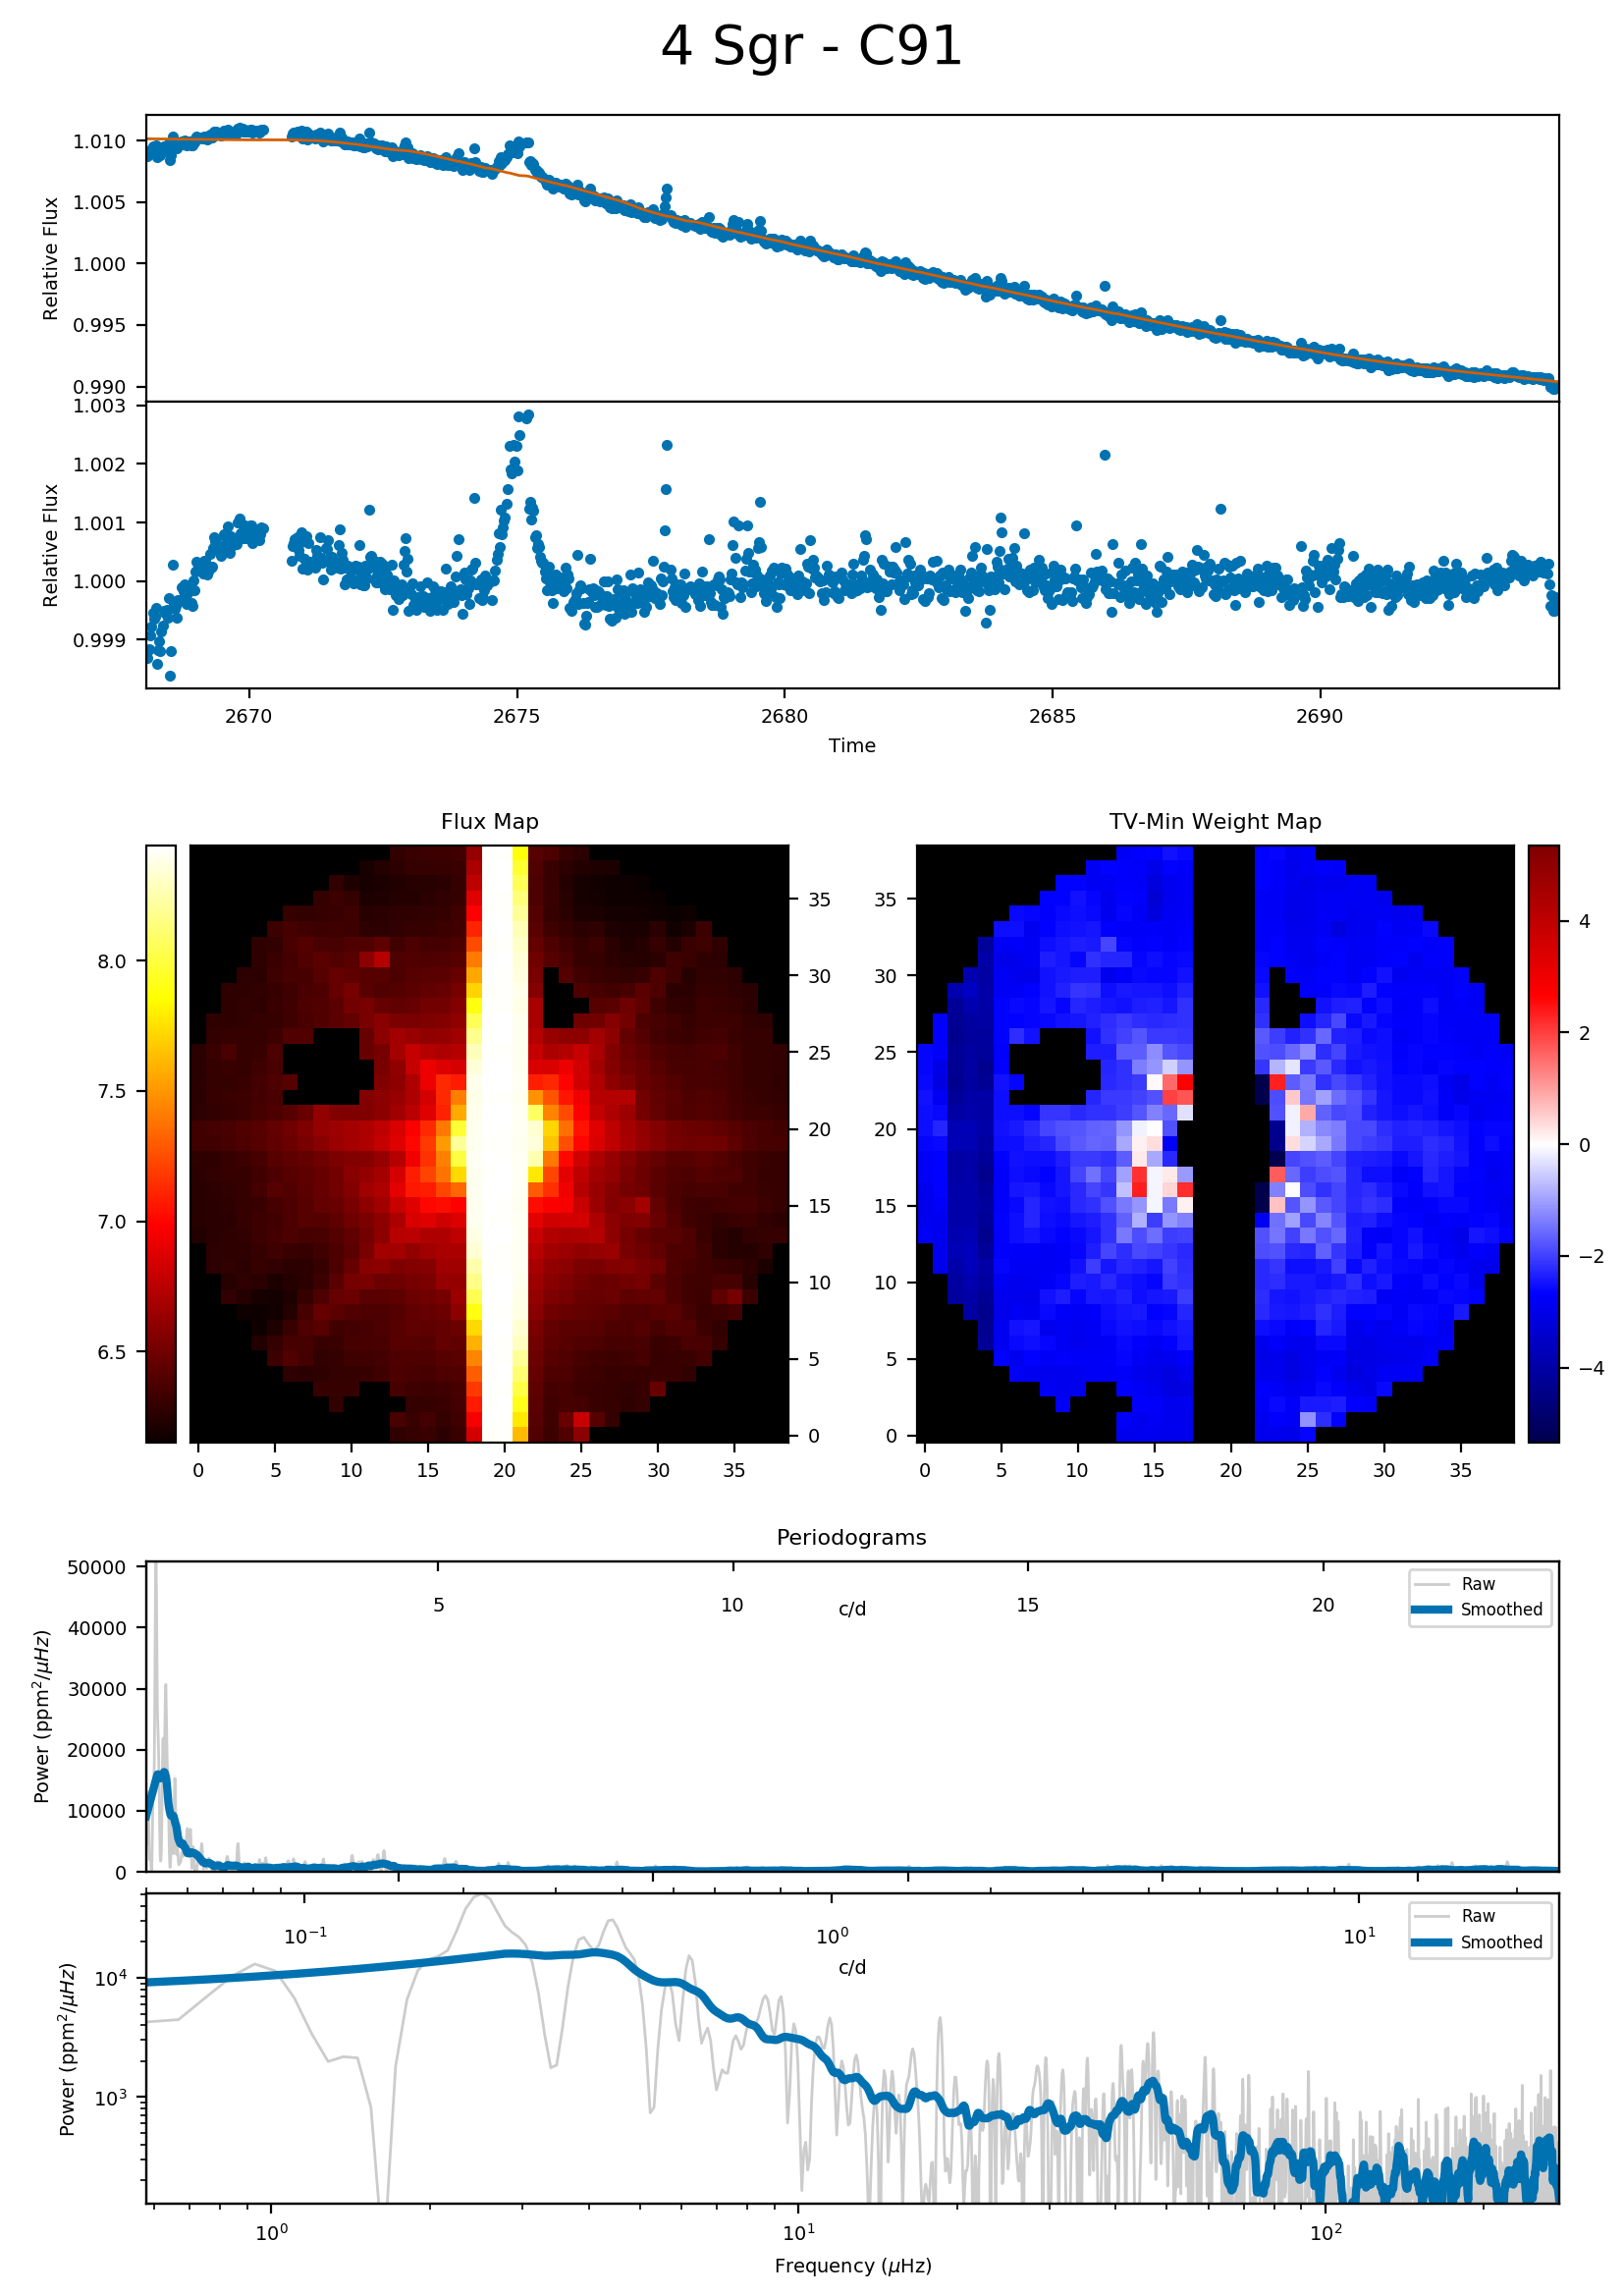 4 Sgr - C91
1.010
1.005
1.000
0.995
0.990
Relative Flux
1.003
1.002
1.001
1.000
0.999
Relative Flux
2670 2675 2680 2685 2690
Time
Flux Map
8.0
7.5
7.0
6.5
35
30
25
20
15
10
5
0
0 5 10 15 20 25 30 35
TV-Min Weight Map
35
30
25
20
15
10
5
0
0 5 10 15 20 25 30 35
4
2
0
−2
−4
Periodograms
50000
40000
30000
20000
10000
0
Power (ppm²/μHz)
5 10 15 20
c/d
Raw
Smoothed
10⁴
10³
Power (ppm²/μHz)
10⁻¹ 10⁰ 10¹
c/d
Raw
Smoothed
10⁰ 10¹ 10²
Frequency (μHz)